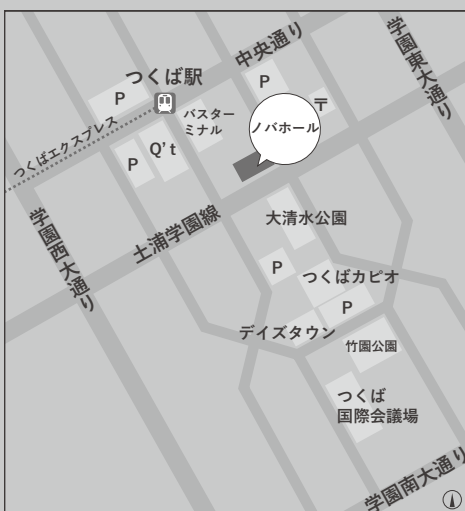 中央通り
学園東大通り
つくば駅
P
P
〒
つくばエクスプレス
バスター
ミナル
ノバホール
Q't
P
学園西大通り
土浦学園線
大清水公園
P
つくばカピオ
P
デイズタウン
竹園公園
つくば
国際会議場
学園南大通り